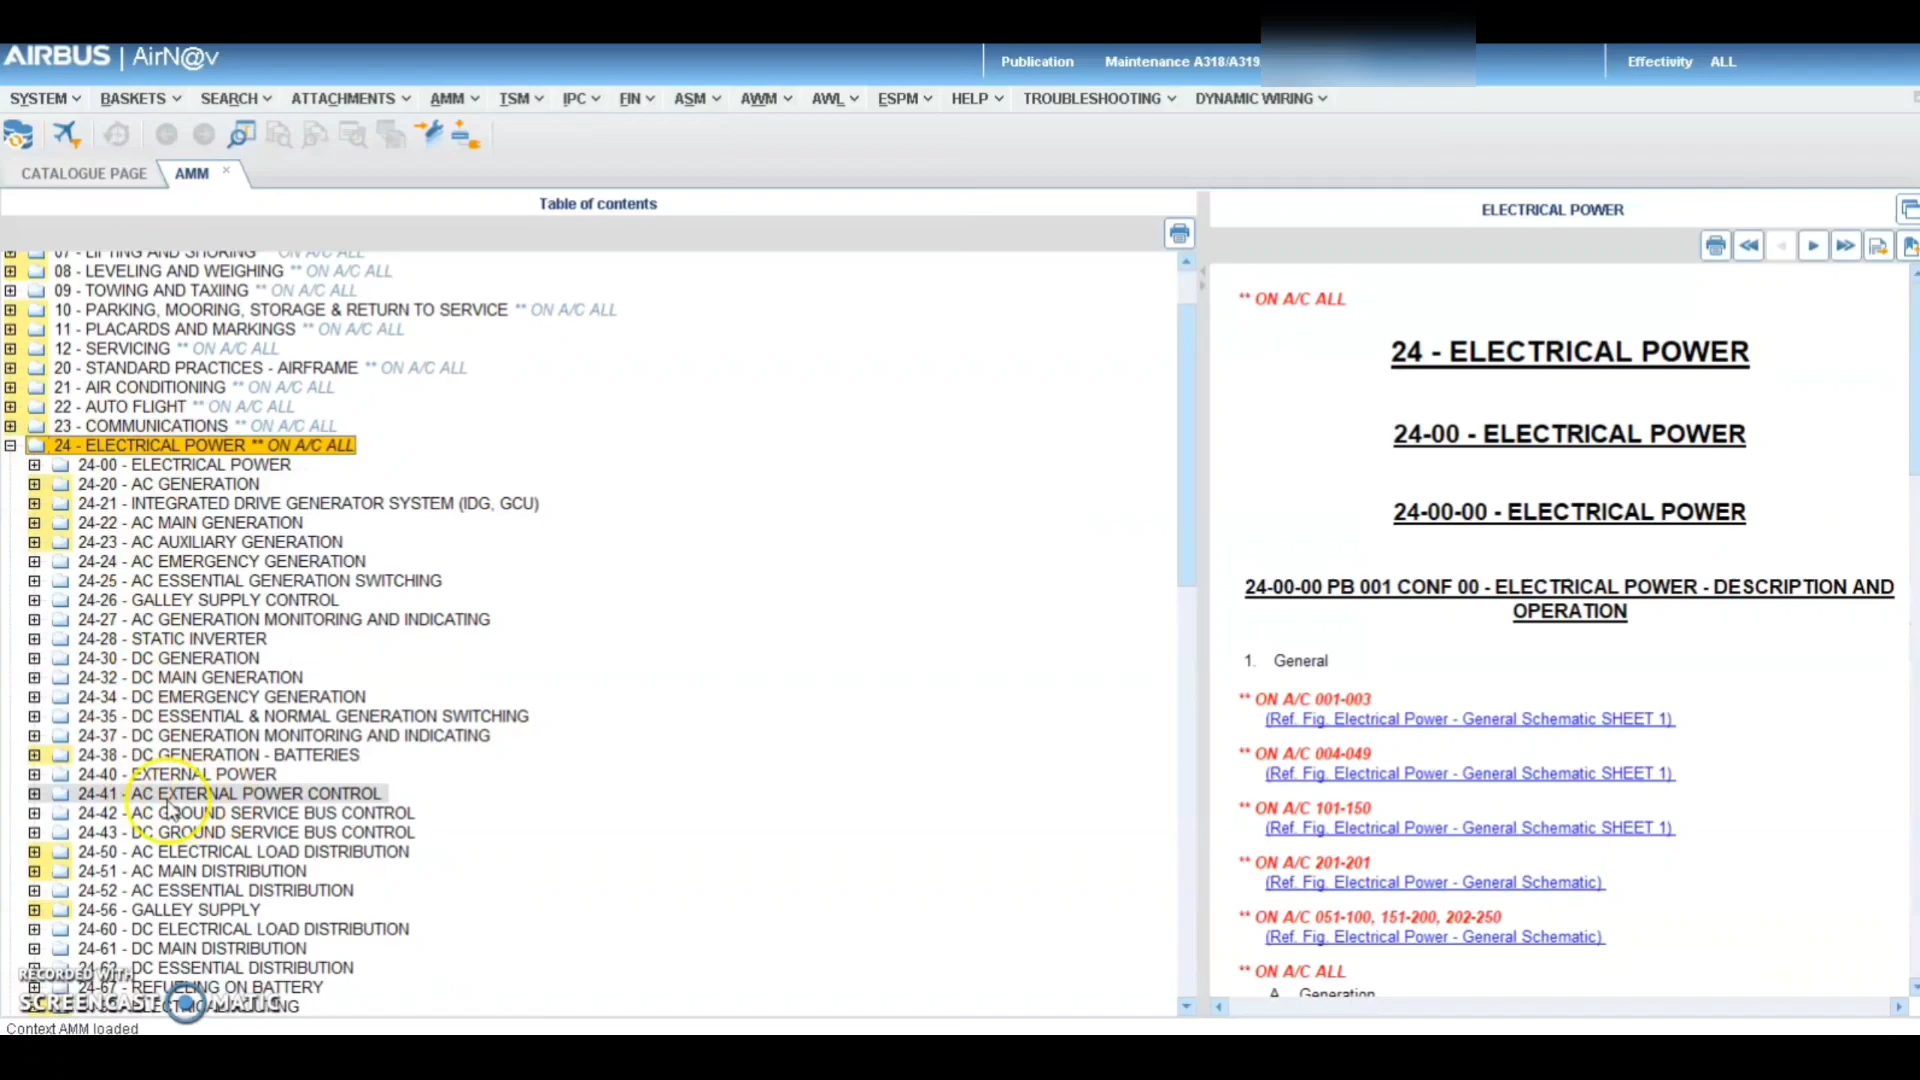 AIRBUS | AirN@v
Publication Maintenance A318/A319 Effectivity ALL
SYSTEM BASKETS SEARCH ATTACHMENTS AMM TSM IPC FIN ASM AWM AWL ESPM HELP TROUBLESHOOTING DYNAMIC WIRING
CATALOGUE PAGE AMM ×
Table of contents
07 - LIFTING AND SHORING ** ON A/C ALL
08 - LEVELING AND WEIGHING ** ON A/C ALL
09 - TOWING AND TAXIING ** ON A/C ALL
10 - PARKING, MOORING, STORAGE & RETURN TO SERVICE ** ON A/C ALL
11 - PLACARDS AND MARKINGS ** ON A/C ALL
12 - SERVICING ** ON A/C ALL
20 - STANDARD PRACTICES - AIRFRAME ** ON A/C ALL
21 - AIR CONDITIONING ** ON A/C ALL
22 - AUTO FLIGHT ** ON A/C ALL
23 - COMMUNICATIONS ** ON A/C ALL
24 - ELECTRICAL POWER ** ON A/C ALL
24-00 - ELECTRICAL POWER
24-20 - AC GENERATION
24-21 - INTEGRATED DRIVE GENERATOR SYSTEM (IDG, GCU)
24-22 - AC MAIN GENERATION
24-23 - AC AUXILIARY GENERATION
24-24 - AC EMERGENCY GENERATION
24-25 - AC ESSENTIAL GENERATION SWITCHING
24-26 - GALLEY SUPPLY CONTROL
24-27 - AC GENERATION MONITORING AND INDICATING
24-28 - STATIC INVERTER
24-30 - DC GENERATION
24-32 - DC MAIN GENERATION
24-34 - DC EMERGENCY GENERATION
24-35 - DC ESSENTIAL & NORMAL GENERATION SWITCHING
24-37 - DC GENERATION MONITORING AND INDICATING
24-38 - DC GENERATION - BATTERIES
24-40 - EXTERNAL POWER
24-41 - AC EXTERNAL POWER CONTROL
24-42 - AC GROUND SERVICE BUS CONTROL
24-43 - DC GROUND SERVICE BUS CONTROL
24-50 - AC ELECTRICAL LOAD DISTRIBUTION
24-51 - AC MAIN DISTRIBUTION
24-52 - AC ESSENTIAL DISTRIBUTION
24-56 - GALLEY SUPPLY
24-60 - DC ELECTRICAL LOAD DISTRIBUTION
24-61 - DC MAIN DISTRIBUTION
24-62 - DC ESSENTIAL DISTRIBUTION
24-67 - REFUELING ON BATTERY
RECORDED WITH
SCREENCAST MATIC
Context AMM loaded
ELECTRICAL POWER
** ON A/C ALL
24 - ELECTRICAL POWER
24-00 - ELECTRICAL POWER
24-00-00 - ELECTRICAL POWER
24-00-00 PB 001 CONF 00 - ELECTRICAL POWER - DESCRIPTION AND
OPERATION
1. General
** ON A/C 001-003
(Ref. Fig. Electrical Power - General Schematic SHEET 1)
** ON A/C 004-049
(Ref. Fig. Electrical Power - General Schematic SHEET 1)
** ON A/C 101-150
(Ref. Fig. Electrical Power - General Schematic SHEET 1)
** ON A/C 201-201
(Ref. Fig. Electrical Power - General Schematic)
** ON A/C 051-100, 151-200, 202-250
(Ref. Fig. Electrical Power - General Schematic)
** ON A/C ALL
A. Generation